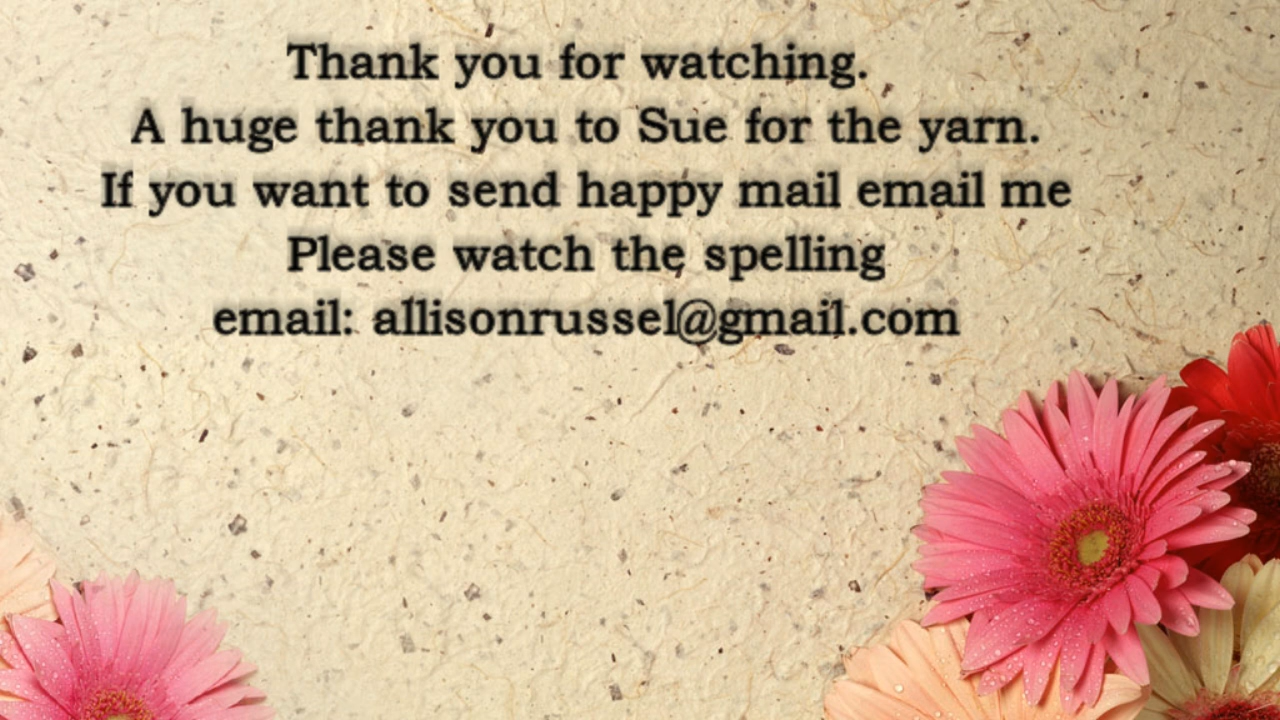 Thank you for watching.
A huge thank you to Sue for the yarn.
If you want to send happy mail email me
Please watch the spelling
email: allisonrussel@gmail.com